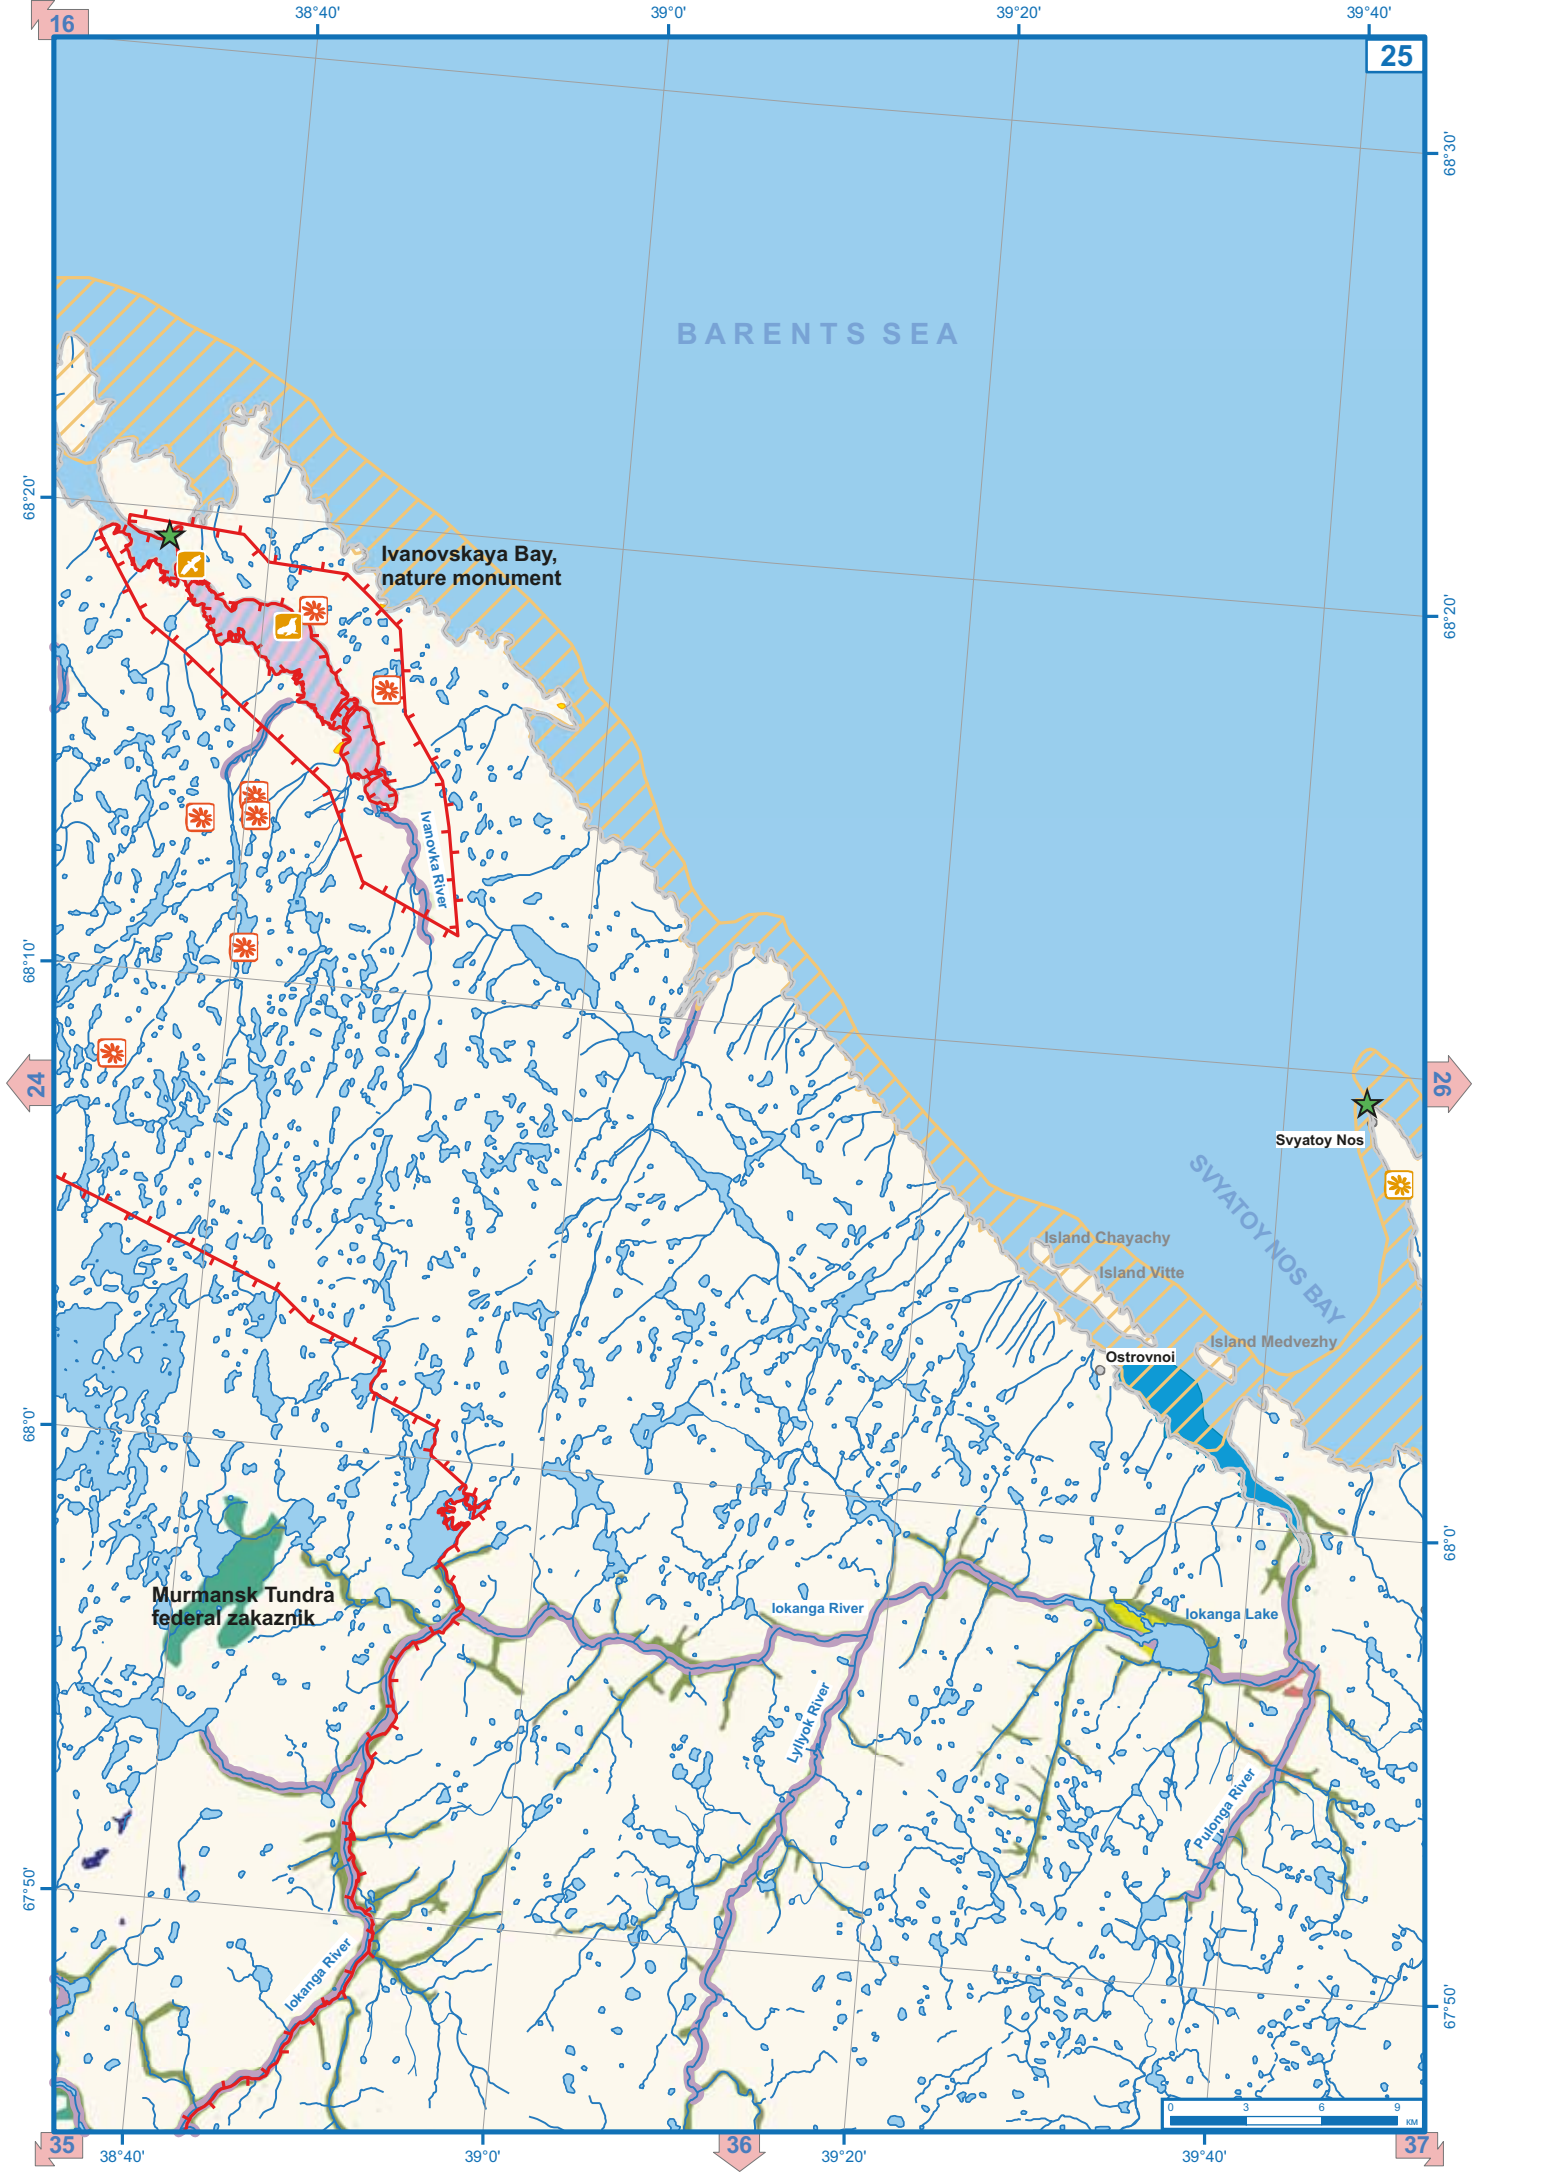 38°40'
39°0'
39°20'
39°40'
16
25
68°30'
BARENTS SEA
68°20'
Ivanovskaya Bay,
nature monument
68°20'
Ivanovka River
68°10'
24
26
Svyatoy Nos
SVYATOY NOS BAY
Island Chayachy
Island Vitte
Island Medvezhy
Ostrovnoi
68°0'
68°0'
Murmansk Tundra
federal zakaznik
Iokanga River
Iokanga Lake
Lyllyok River
Pulonga River
67°50'
Iokanga River
67°50'
0 3 6 9
км
35
36
37
38°40'
39°0'
39°20'
39°40'